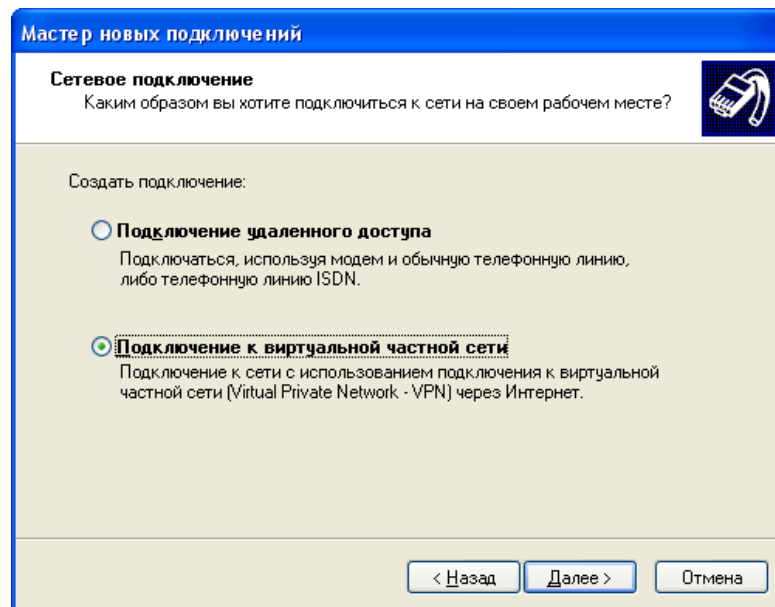 Мастер новых подключений
Сетевое подключение
Каким образом вы хотите подключиться к сети на своем рабочем месте?
Создать подключение:
Подключение удаленного доступа
Подключаться, используя модем и обычную телефонную линию,
либо телефонную линию ISDN.
Подключение к виртуальной частной сети
Подключение к сети с использованием подключения к виртуальной
частной сети (Virtual Private Network - VPN) через Интернет.
< Назад Далее > Отмена